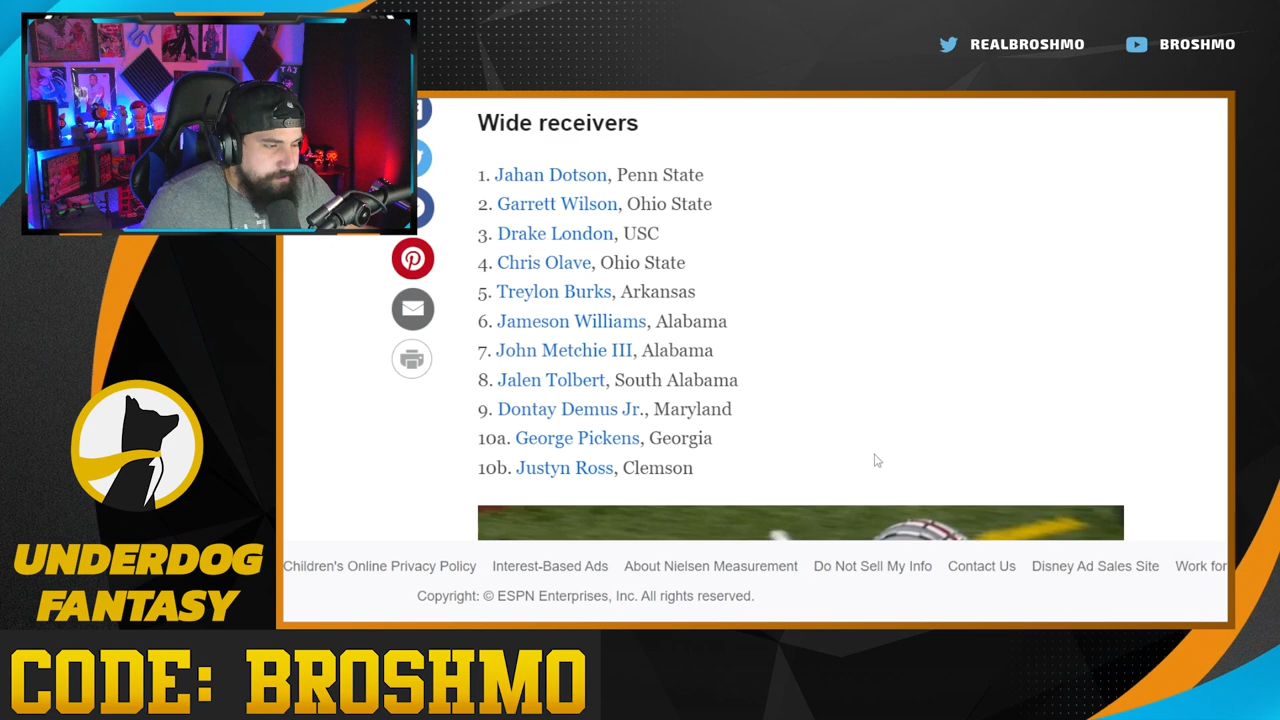 REALBROSHMO
BROSHMO
Wide receivers
1. Jahan Dotson, Penn State
2. Garrett Wilson, Ohio State
3. Drake London, USC
4. Chris Olave, Ohio State
5. Treylon Burks, Arkansas
6. Jameson Williams, Alabama
7. John Metchie III, Alabama
8. Jalen Tolbert, South Alabama
9. Dontay Demus Jr., Maryland
10a. George Pickens, Georgia
10b. Justyn Ross, Clemson
Children's Online Privacy Policy Interest-Based Ads About Nielsen Measurement Do Not Sell My Info Contact Us Disney Ad Sales Site Work for
Copyright: © ESPN Enterprises, Inc. All rights reserved.
UNDERDOG
FANTASY
CODE: BROSHMO